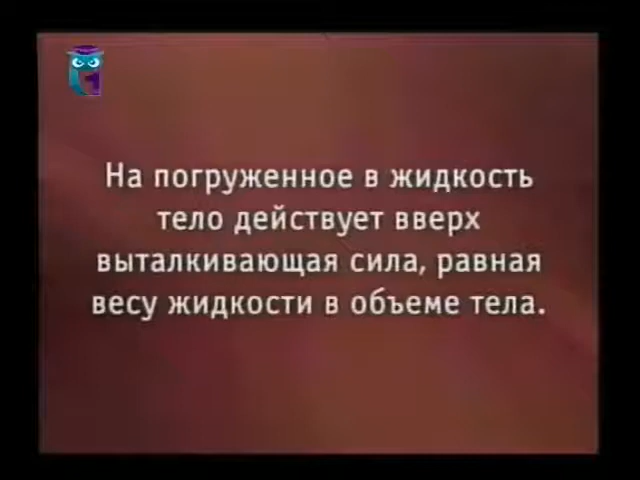 На погруженное в жидкость
тело действует вверх
выталкивающая сила, равная
весу жидкости в объеме тела.